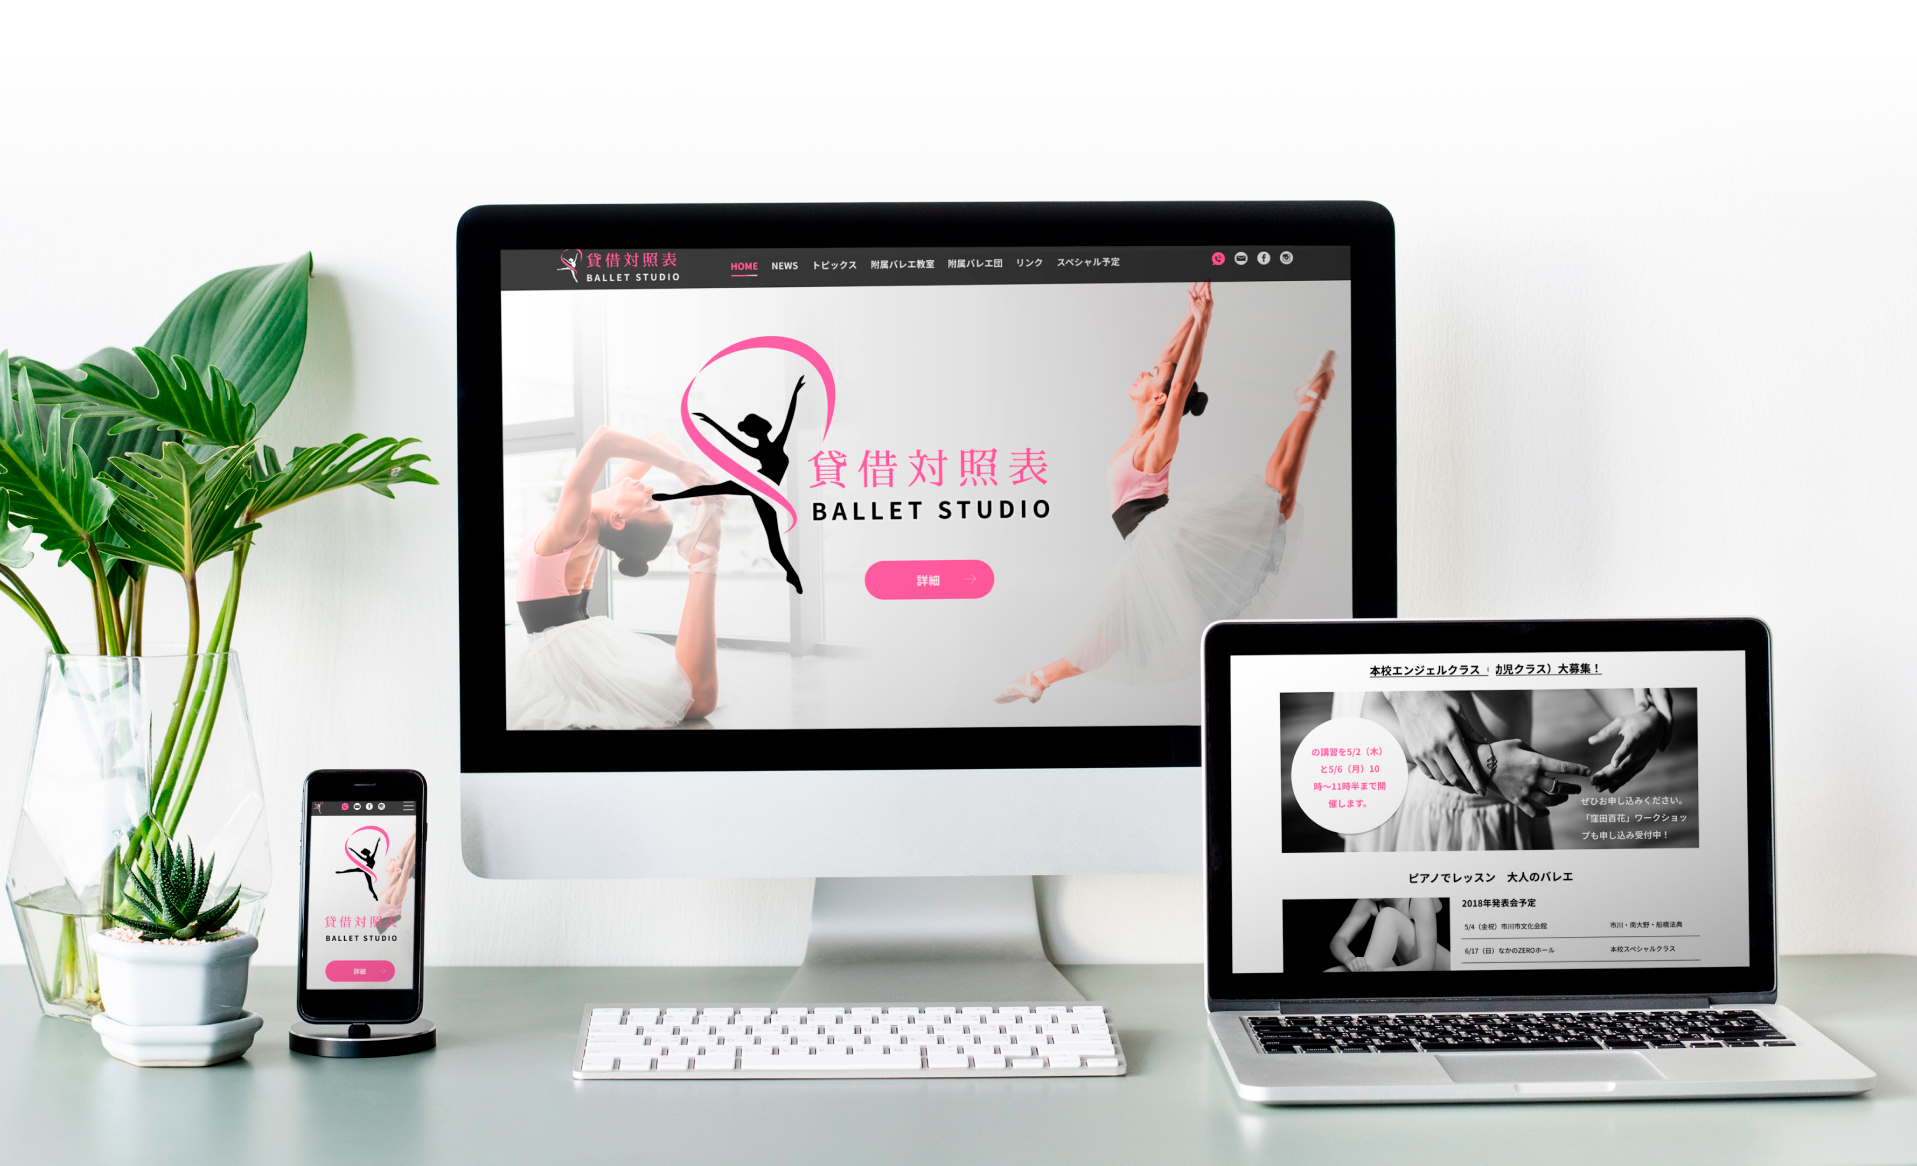 貸借対照表
BALLET STUDIO
HOME NEWS トピックス 附属バレエ教室 附属バレエ団 リンク スペシャル予定
貸借対照表
BALLET STUDIO
詳細
貸借対照表
BALLET STUDIO
詳細
本校エンジェルクラス 幼児クラス）大募集！
の講習を5/2（木）
と5/6（月）10
時～11時半まで開
催します。
ぜひお申し込みください。
「窪田百花」ワークショッ
プも申し込み受付中！
ピアノでレッスン 大人のバレエ
2018年発表会予定
5/4（金祝）市川市文化会館 市川・南大野・船橋法典
6/17（日）なかのZEROホール 本校スペシャルクラス